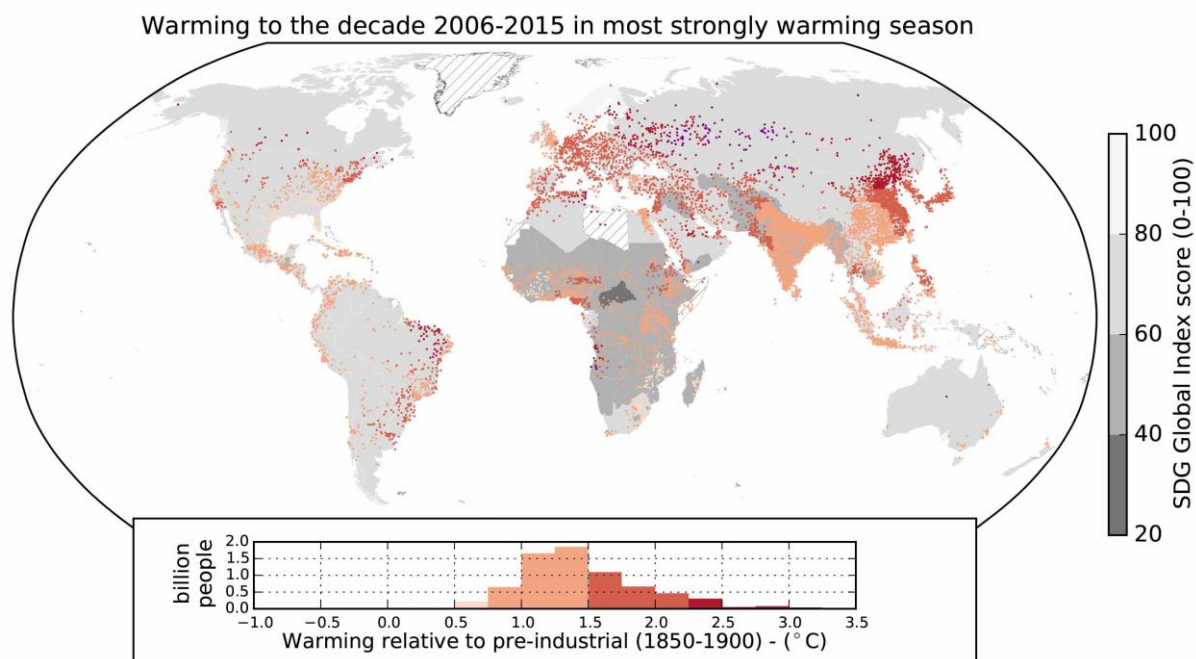 Warming to the decade 2006-2015 in most strongly warming season
100
80
60
40
20
SDG Global Index score (0-100)
billion
people
2.0
1.5
1.0
0.5
0.0
−1.0 −0.5 0.0 0.5 1.0 1.5 2.0 2.5 3.0 3.5
Warming relative to pre-industrial (1850-1900) - (°C)